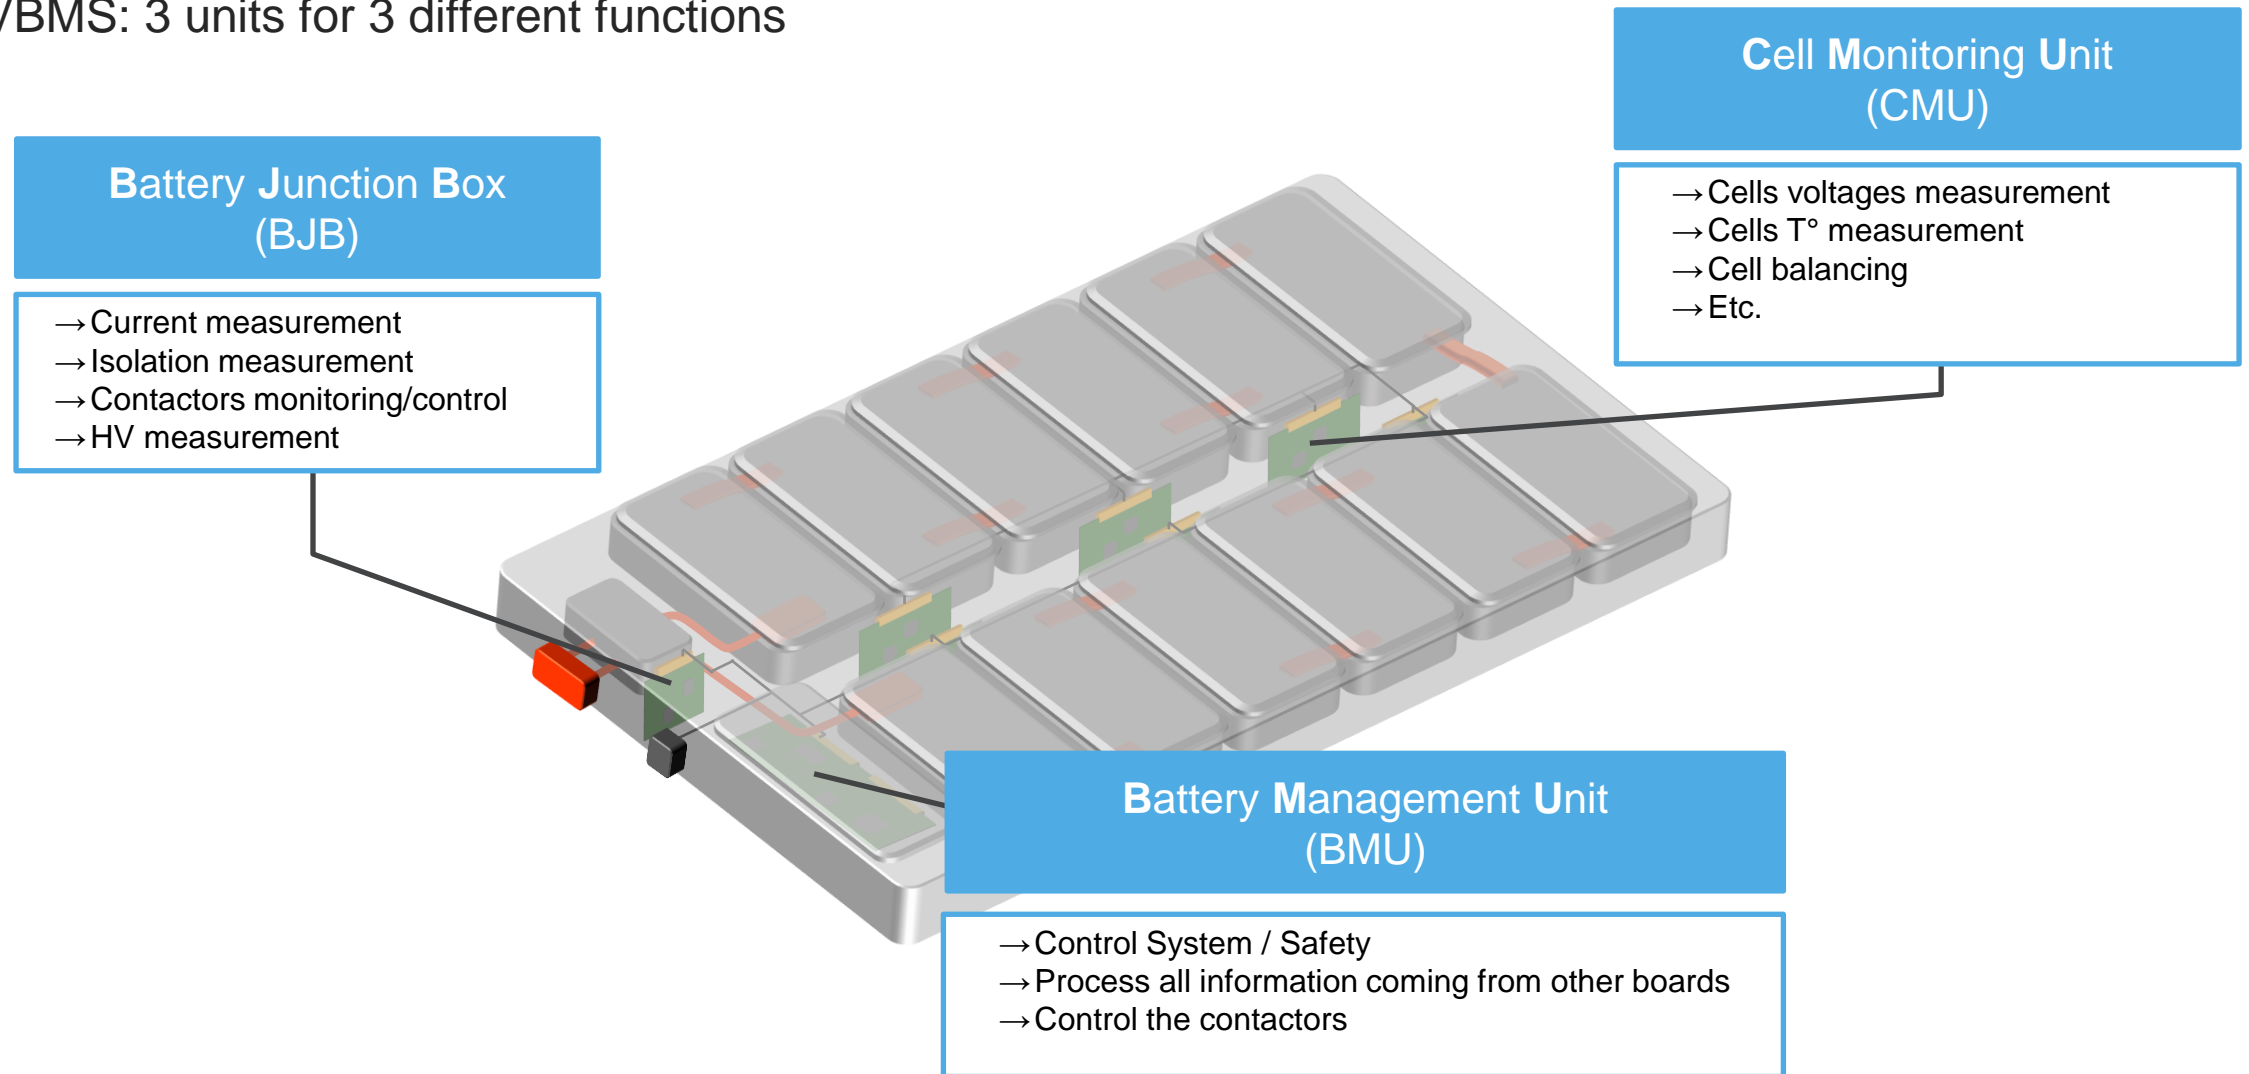 /BMS: 3 units for 3 different functions
Cell Monitoring Unit
(CMU)
→Cells voltages measurement
→Cells T° measurement
→Cell balancing
→Etc.
Battery Junction Box
(BJB)
→Current measurement
→Isolation measurement
→Contactors monitoring/control
→HV measurement
Battery Management Unit
(BMU)
→Control System / Safety
→Process all information coming from other boards
→Control the contactors